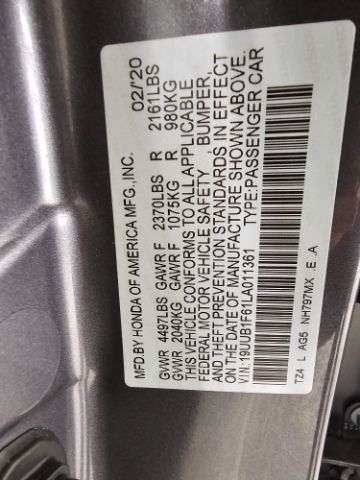 MFD.BY HONDA OF AMERICA MFG.,INC. 02/'20
GVWR 4497LBS GAWR F 2370LBS R 2161LBS
GVWR 2040KG GAWR F 1075KG R 980KG
THIS VEHICLE CONFORMS TO ALL APPLICABLE
FEDERAL MOTOR VEHICLE SAFETY , BUMPER,
AND THEFT PREVENTION STANDARDS IN EFFECT
ON THE DATE OF MANUFACTURE SHOWN ABOVE.
V.I.N.:19UUB1F61LA011361 TYPE:PASSENGER CAR
TZ4 L AG5 NH797MX E A